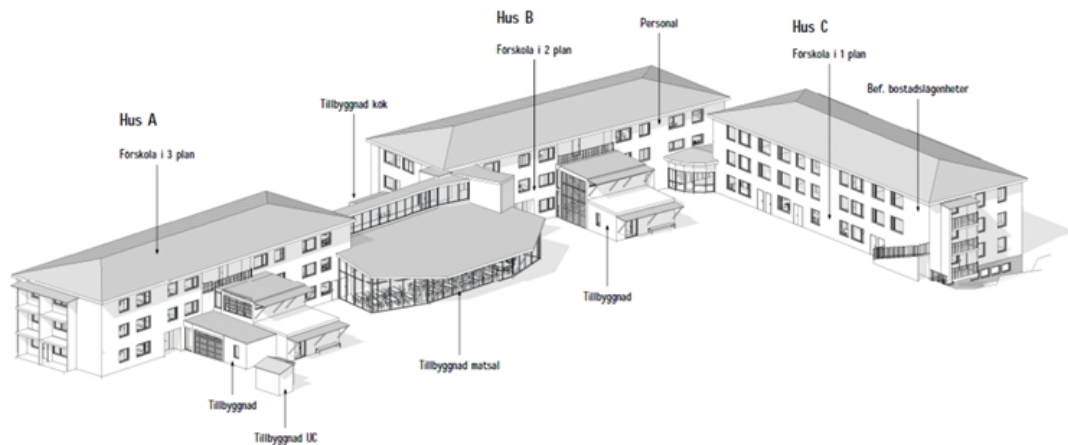 Hus B
Personal
Hus C
Förskola i 2 plan
Förskola i 1 plan
Tillbyggnad kök
Bef. bostadslägenheter
Hus A
Förskola i 3 plan
Tillbyggnad
Tillbyggnad matsal
Tillbyggnad
Tillbyggnad UC